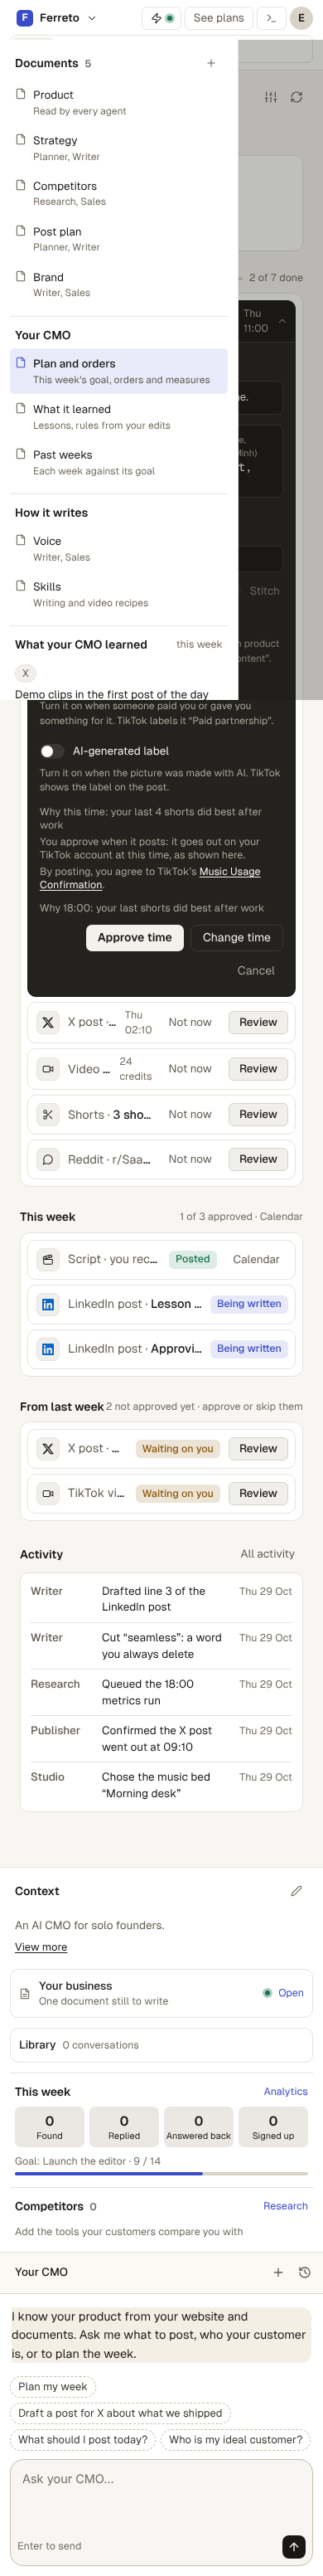 F Ferreto
See plans
E
Documents 5
Product
Read by every agent
Strategy
Planner, Writer
Competitors
Research, Sales
Post plan
Planner, Writer
2 of 7 done
Brand
Writer, Sales
Thu
11:00
Your CMO
Plan and orders
This week's goal, orders and measures
What it learned
Lessons, rules from your edits
Past weeks
Each week against its goal
How it writes
Voice
Writer, Sales
Skills
Writing and video recipes
Stitch
What your CMO learned this week
product
X
Demo clips in the first post of the day
Turn it on when someone paid you or gave you
something for it. TikTok labels it “Paid partnership”.
AI-generated label
Turn it on when the picture was made with AI. TikTok
shows the label on the post.
Why this time: your last 4 shorts did best after
work
You approve when it posts: it goes out on your
TikTok account at this time, as shown here.
By posting, you agree to TikTok’s Music Usage
Confirmation.
Why 18:00: your last shorts did best after work
Approve time Change time
Cancel
X post ·... Thu 02:10 Not now Review
Video ... 24 credits Not now Review
Shorts · 3 sho... Not now Review
Reddit · r/Saa... Not now Review
This week 1 of 3 approved · Calendar
Script · you rec... Posted Calendar
LinkedIn post · Lesson ... Being written
LinkedIn post · Approvi... Being written
From last week 2 not approved yet · approve or skip them
X post · ... Waiting on you Review
TikTok vi... Waiting on you Review
Activity All activity
Writer Drafted line 3 of the Thu 29 Oct
LinkedIn post
Writer Cut “seamless”: a word Thu 29 Oct
you always delete
Research Queued the 18:00 Thu 29 Oct
metrics run
Publisher Confirmed the X post Thu 29 Oct
went out at 09:10
Studio Chose the music bed Thu 29 Oct
“Morning desk”
Context
An AI CMO for solo founders.
View more
Your business
One document still to write
Open
Library 0 conversations
This week Analytics
0 0 0 0
Found Replied Answered back Signed up
Goal: Launch the editor · 9 / 14
Competitors 0 Research
Add the tools your customers compare you with
Your CMO
I know your product from your website and
documents. Ask me what to post, who your customer
is, or to plan the week.
Plan my week
Draft a post for X about what we shipped
What should I post today? Who is my ideal customer?
Ask your CMO...
Enter to send